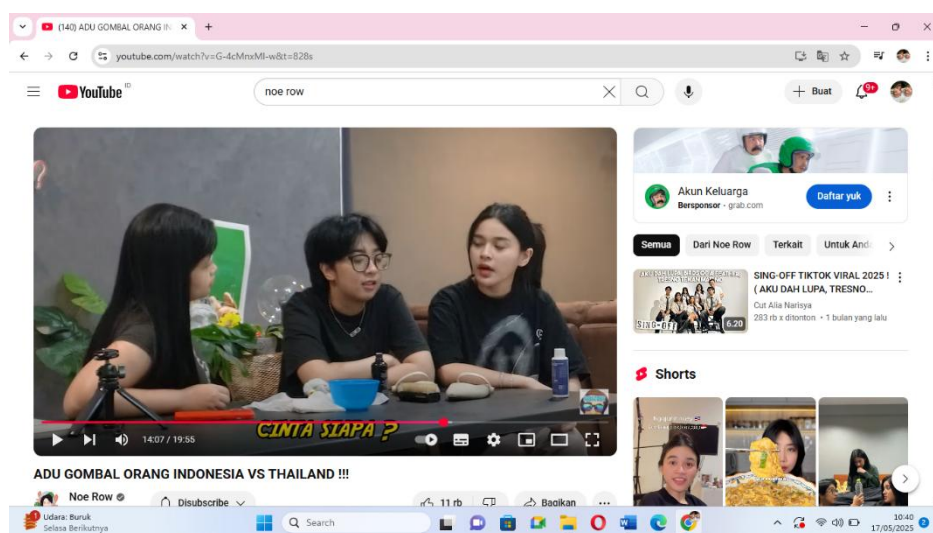 (140) ADU GOMBAL ORANG IN
youtube.com/watch?v=G-4cMnxMI-w&t=828s
YouTube ID
noe row
Buat
9+
Akun Keluarga
Bersponsor · grab.com
Daftar yuk
Semua
Dari Noe Row
Terkait
Untuk Anda
SING-OFF TIKTOK VIRAL 2025 !
( AKU DAH LUPA, TRESNO...
Cut Alia Narisya
283 rb x ditonton • 1 bulan yang lalu
SING-OFF
6.20
Shorts
CINTA SIAPA ?
14:07 / 19:55
ADU GOMBAL ORANG INDONESIA VS THAILAND !!!
Noe Row
Disubscribe
11 rb
Bagikan
Udara: Buruk
Selasa Berikutnya
Search
10:40
17/05/2025